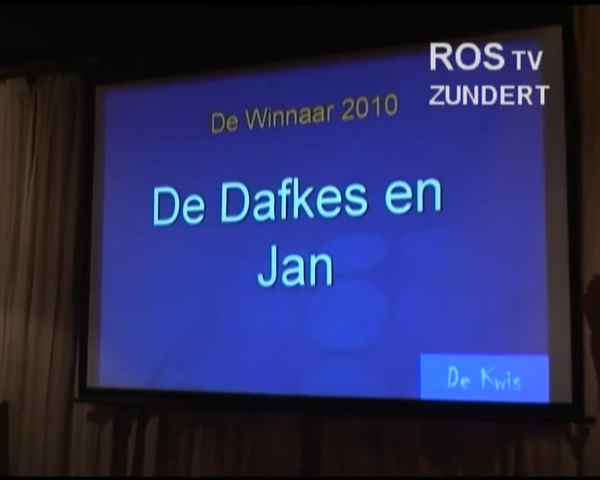 ROS TV
ZUNDERT
De Winnaar 2010
De Dafkes en
Jan
De Kwis